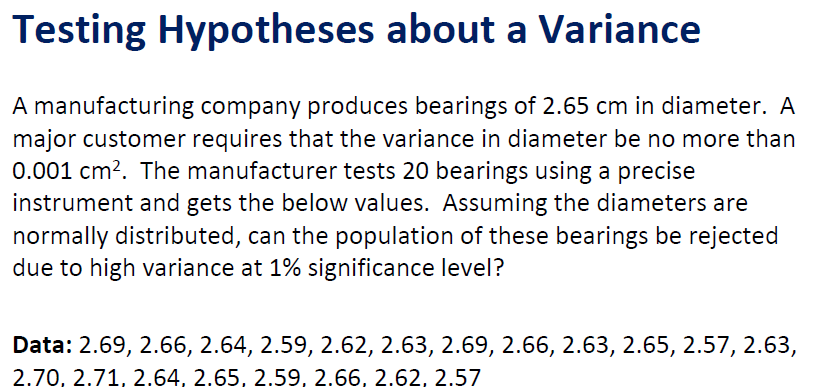 Testing Hypotheses about a Variance
A manufacturing company produces bearings of 2.65 cm in diameter. A
major customer requires that the variance in diameter be no more than
0.001 cm². The manufacturer tests 20 bearings using a precise
instrument and gets the below values. Assuming the diameters are
normally distributed, can the population of these bearings be rejected
due to high variance at 1% significance level?
Data: 2.69, 2.66, 2.64, 2.59, 2.62, 2.63, 2.69, 2.66, 2.63, 2.65, 2.57, 2.63,
2.70, 2.71, 2.64, 2.65, 2.59, 2.66, 2.62, 2.57